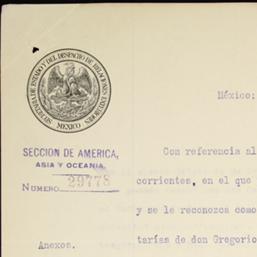 SECRETARIA DE ESTADO Y DEL DESPACHO DE RELACIONES EXTERIORES
MEXICO
México:
SECCION DE AMERICA,
ASIA Y OCEANIA.
NUMERO 29778
Con referencia al
corrientes, en el que
y se le reconozca como
tarías de don Gregorio
Anexos.